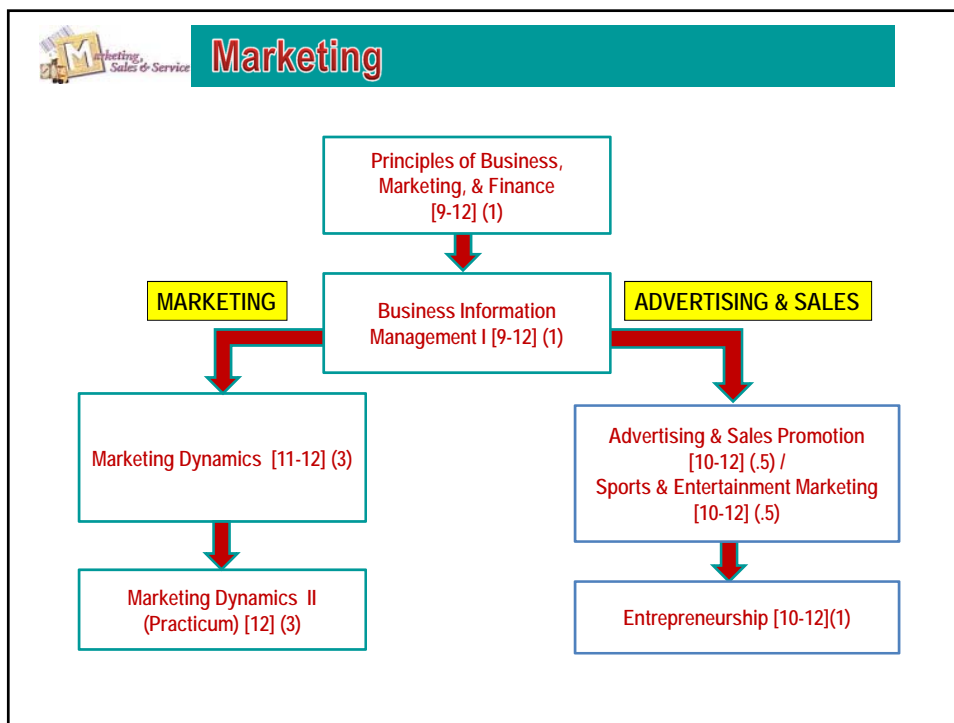 Marketing,
Sales & Service
Marketing
Principles of Business,
Marketing, & Finance
[9-12] (1)
MARKETING
ADVERTISING & SALES
Business Information
Management I [9-12] (1)
Marketing Dynamics [11-12] (3)
Advertising & Sales Promotion
[10-12] (.5) /
Sports & Entertainment Marketing
[10-12] (.5)
Marketing Dynamics II
(Practicum) [12] (3)
Entrepreneurship [10-12](1)